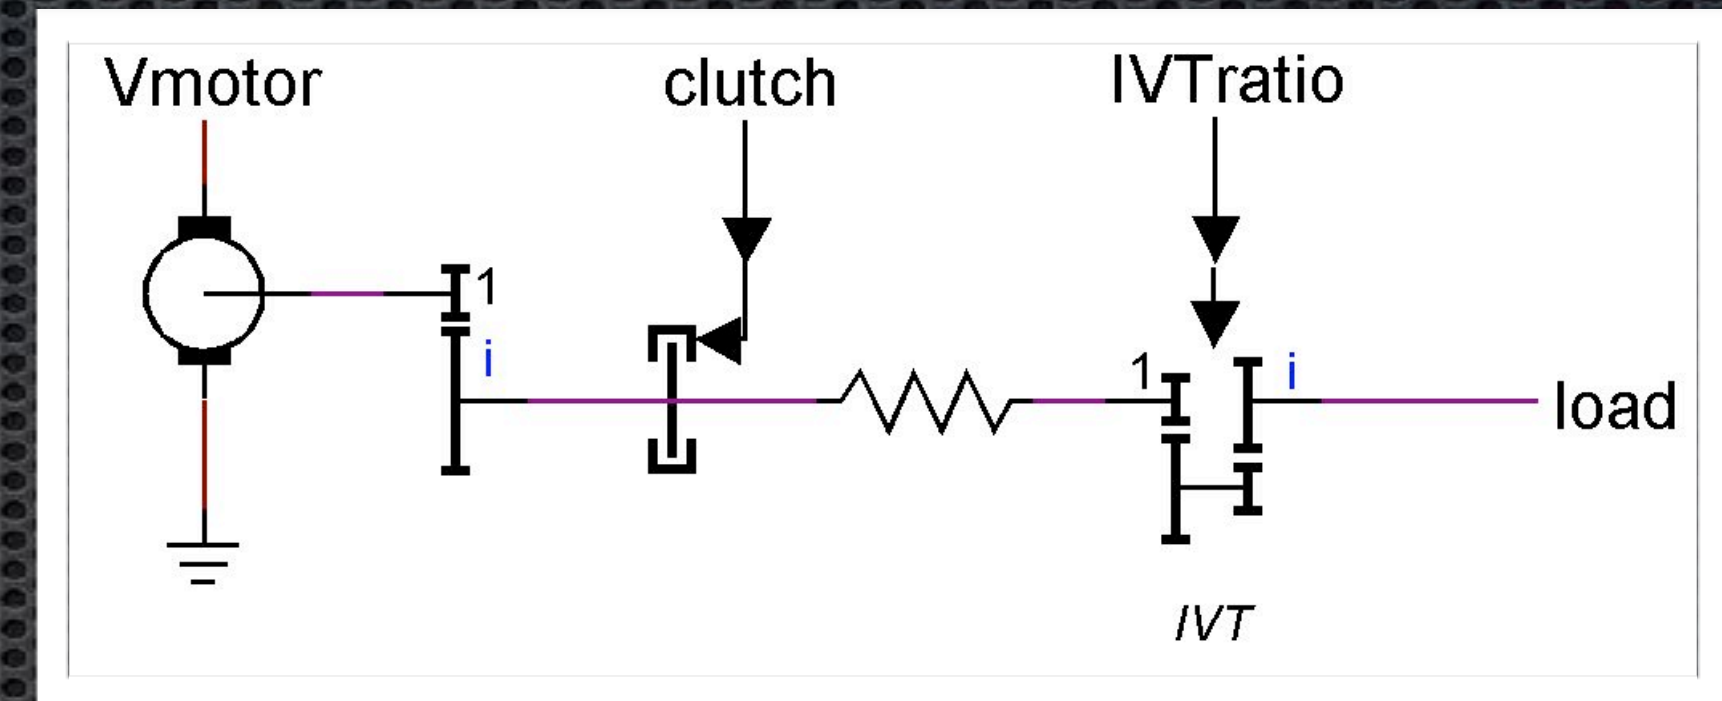 Vmotor
clutch
IVTratio
1
i
1
i
load
IVT